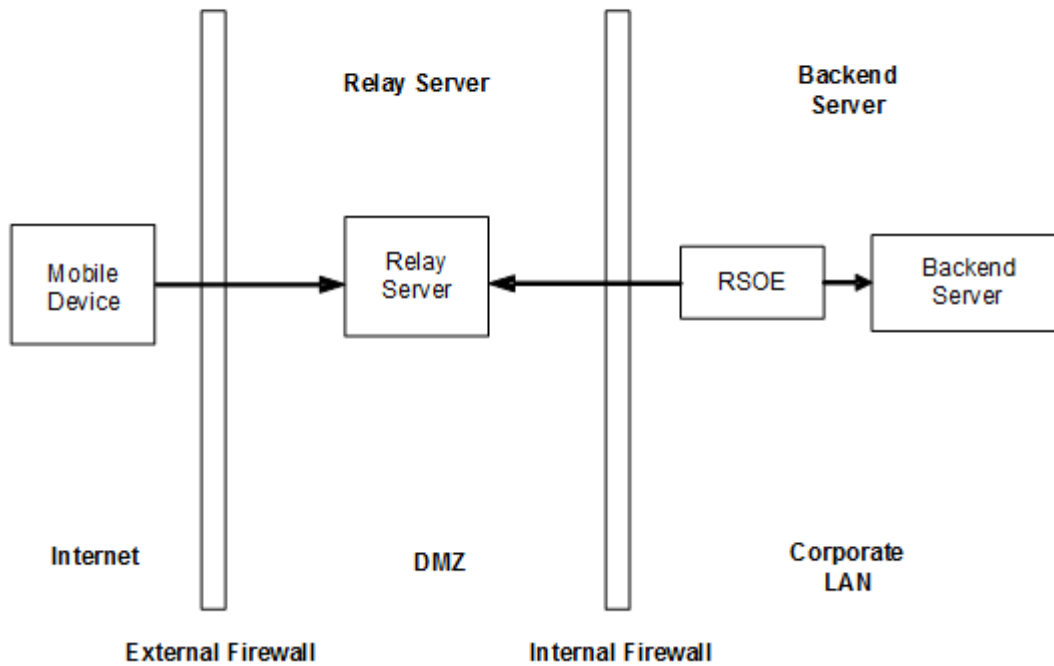 Relay Server
Backend
Server
Mobile
Device
Relay
Server
RSOE
Backend
Server
Internet
DMZ
Corporate
LAN
External Firewall
Internal Firewall